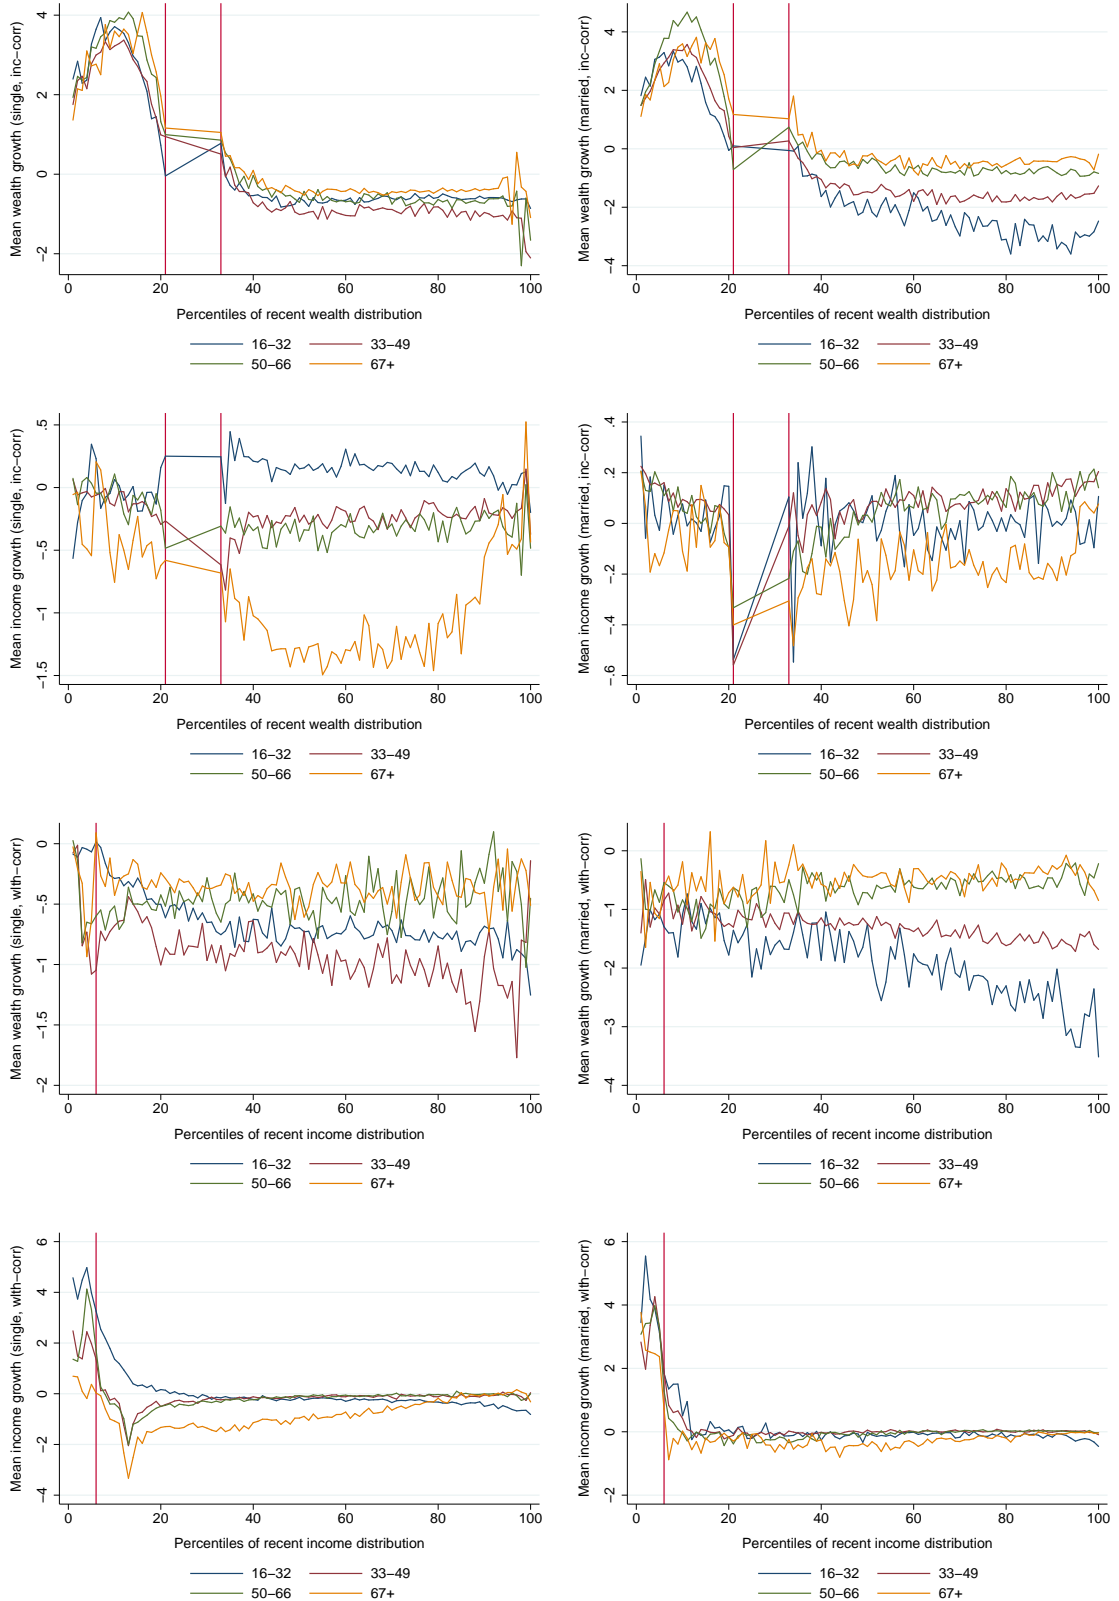 Mean wealth growth (single, inc−corr)
4
2
0
−2
0 20 40 60 80 100
Percentiles of recent wealth distribution
16−32 33−49
50−66 67+
Mean wealth growth (married, inc−corr)
4
2
0
−2
−4
0 20 40 60 80 100
Percentiles of recent wealth distribution
16−32 33−49
50−66 67+
Mean income growth (single, inc−corr)
.5
0
−.5
−1
−1.5
0 20 40 60 80 100
Percentiles of recent wealth distribution
16−32 33−49
50−66 67+
Mean income growth (married, inc−corr)
.4
.2
0
−.2
−.4
−.6
0 20 40 60 80 100
Percentiles of recent wealth distribution
16−32 33−49
50−66 67+
Mean wealth growth (single, wlth−corr)
0
−.5
−1
−1.5
−2
0 20 40 60 80 100
Percentiles of recent income distribution
16−32 33−49
50−66 67+
Mean wealth growth (married, wlth−corr)
0
−1
−2
−3
−4
0 20 40 60 80 100
Percentiles of recent income distribution
16−32 33−49
50−66 67+
Mean income growth (single, wlth−corr)
6
4
2
0
−2
−4
0 20 40 60 80 100
Percentiles of recent income distribution
16−32 33−49
50−66 67+
Mean income growth (married, wlth−corr)
6
4
2
0
−2
0 20 40 60 80 100
Percentiles of recent income distribution
16−32 33−49
50−66 67+